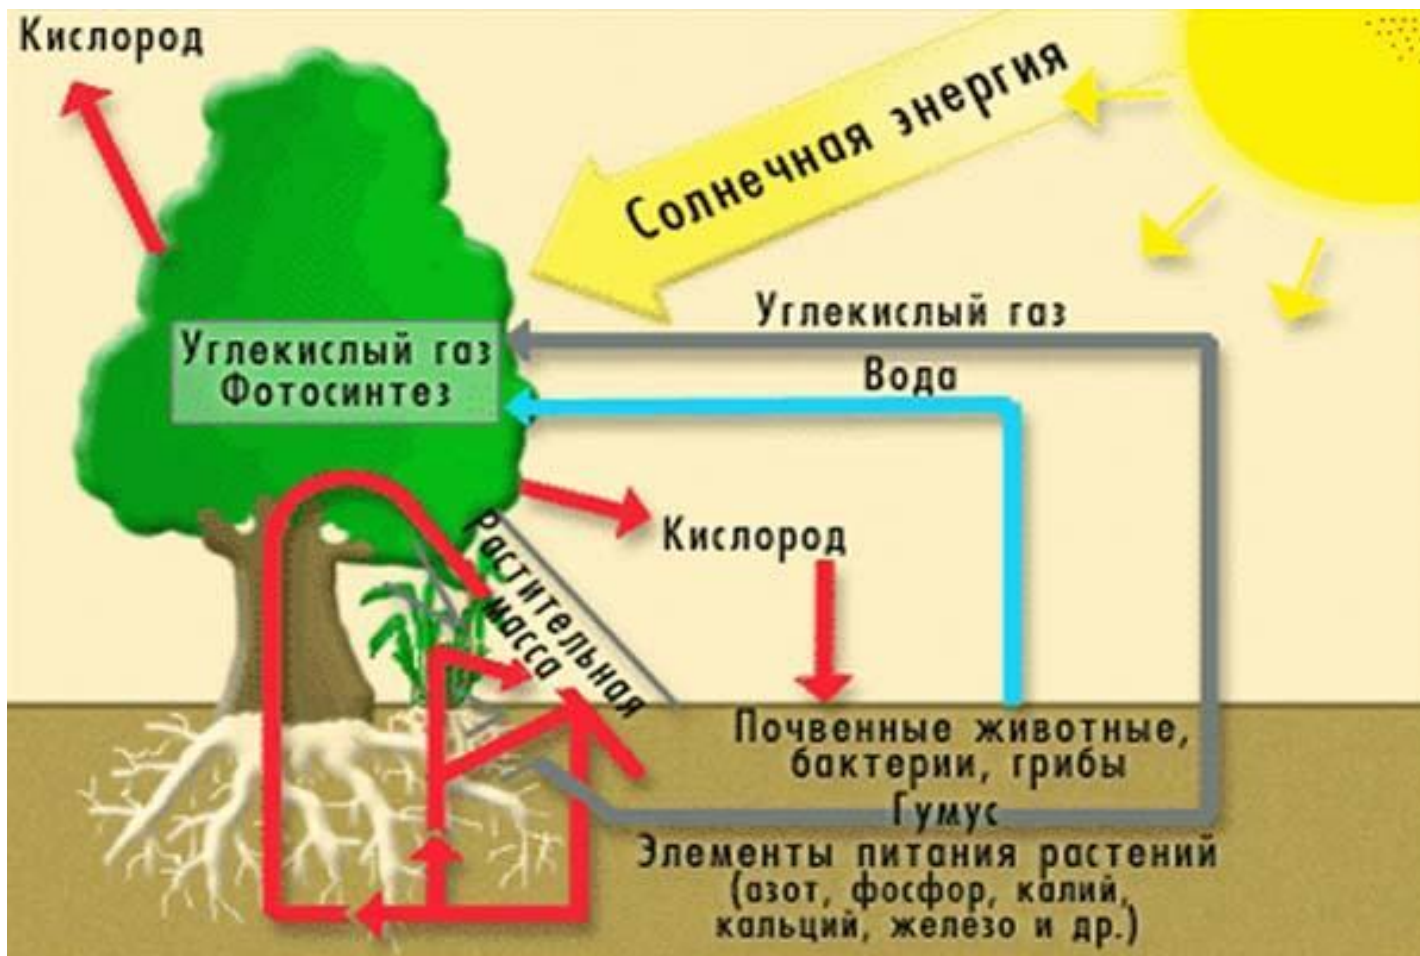 Кислород
Солнечная энергия
Углекислый газ
Углекислый газ
Фотосинтез
Вода
Кислород
Растительная
масса
Почвенные животные,
бактерии, грибы
Гумус
Элементы питания растений
(азот, фосфор, калий,
кальций, железо и др.)